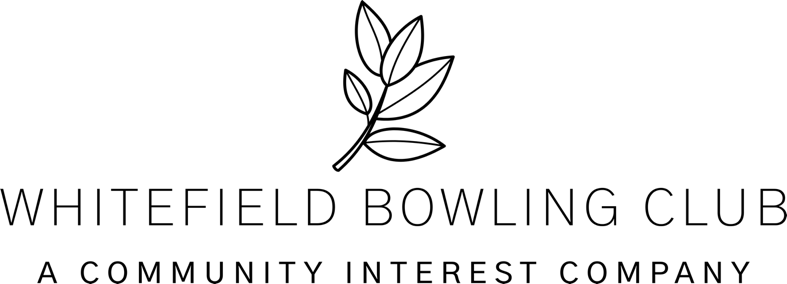 WHITEFIELD BOWLING CLUB
A COMMUNITY INTEREST COMPANY